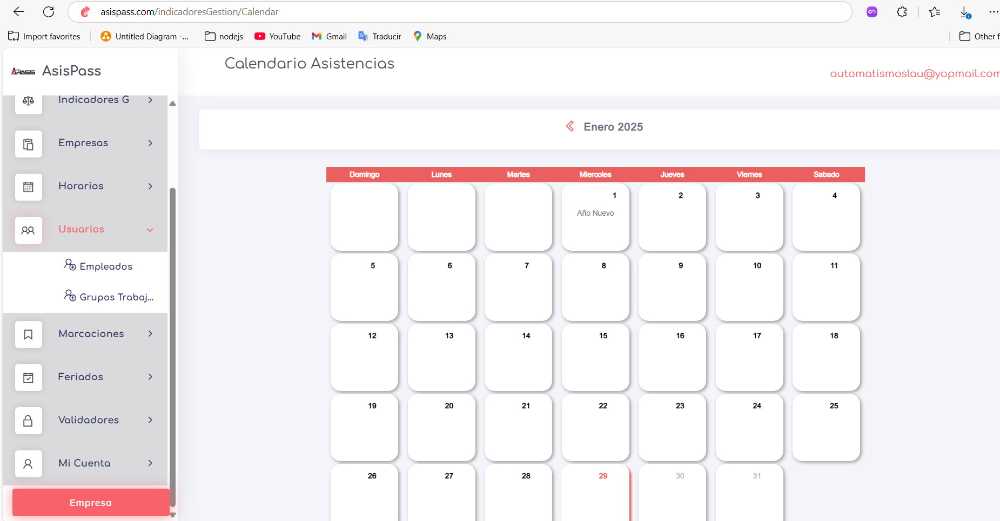 asispass.com/indicadoresGestion/Calendar
Import favorites
Untitled Diagram -...
nodejs
YouTube
Gmail
Traducir
Maps
Other f
APASS
AsisPass
Calendario Asistencias
automatismoslau@yopmail.com
Indicadores G
Empresas
Horarios
Usuarios
Empleados
Grupos Trabaj...
Marcaciones
Feriados
Validadores
Mi Cuenta
Empresa
Enero 2025
Domingo Lunes Martes Miercoles Jueves Viernes Sabado
1 2 3 4
Año Nuevo
5 6 7 8 9 10 11
12 13 14 15 16 17 18
19 20 21 22 23 24 25
26 27 28 29 30 31